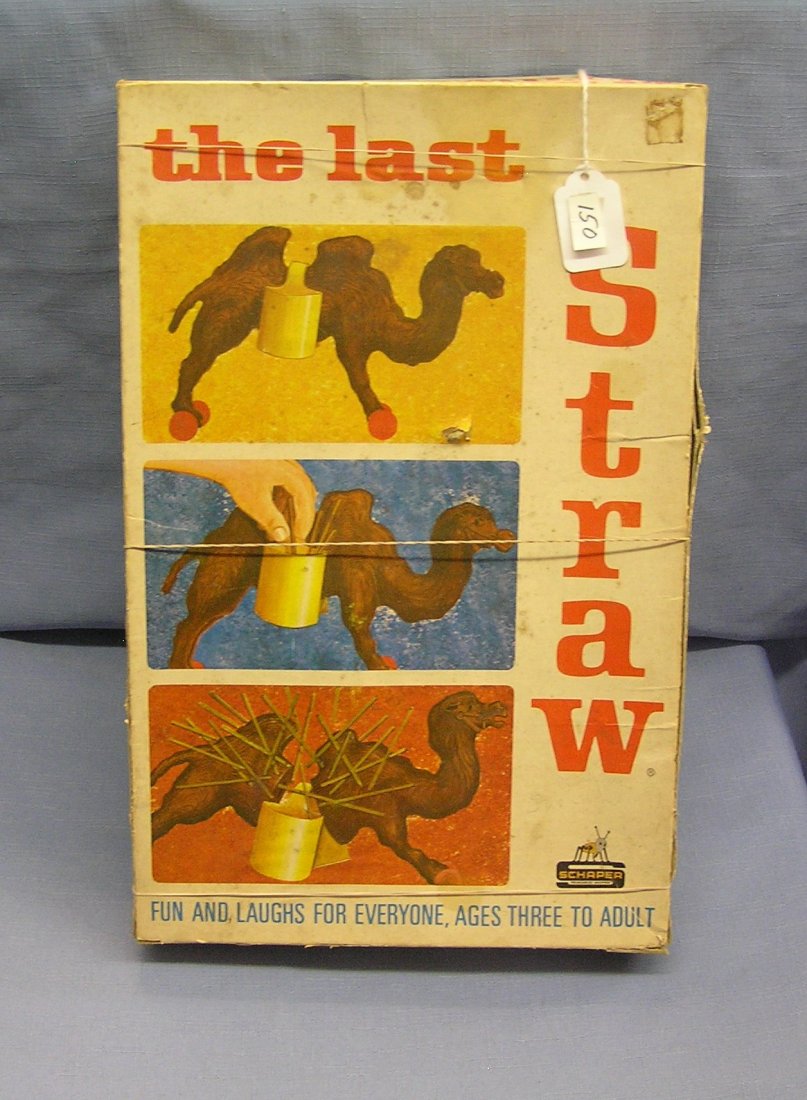 the last
Straw
®
150
SCHAPER
FUN AND LAUGHS FOR EVERYONE, AGES THREE TO ADULT